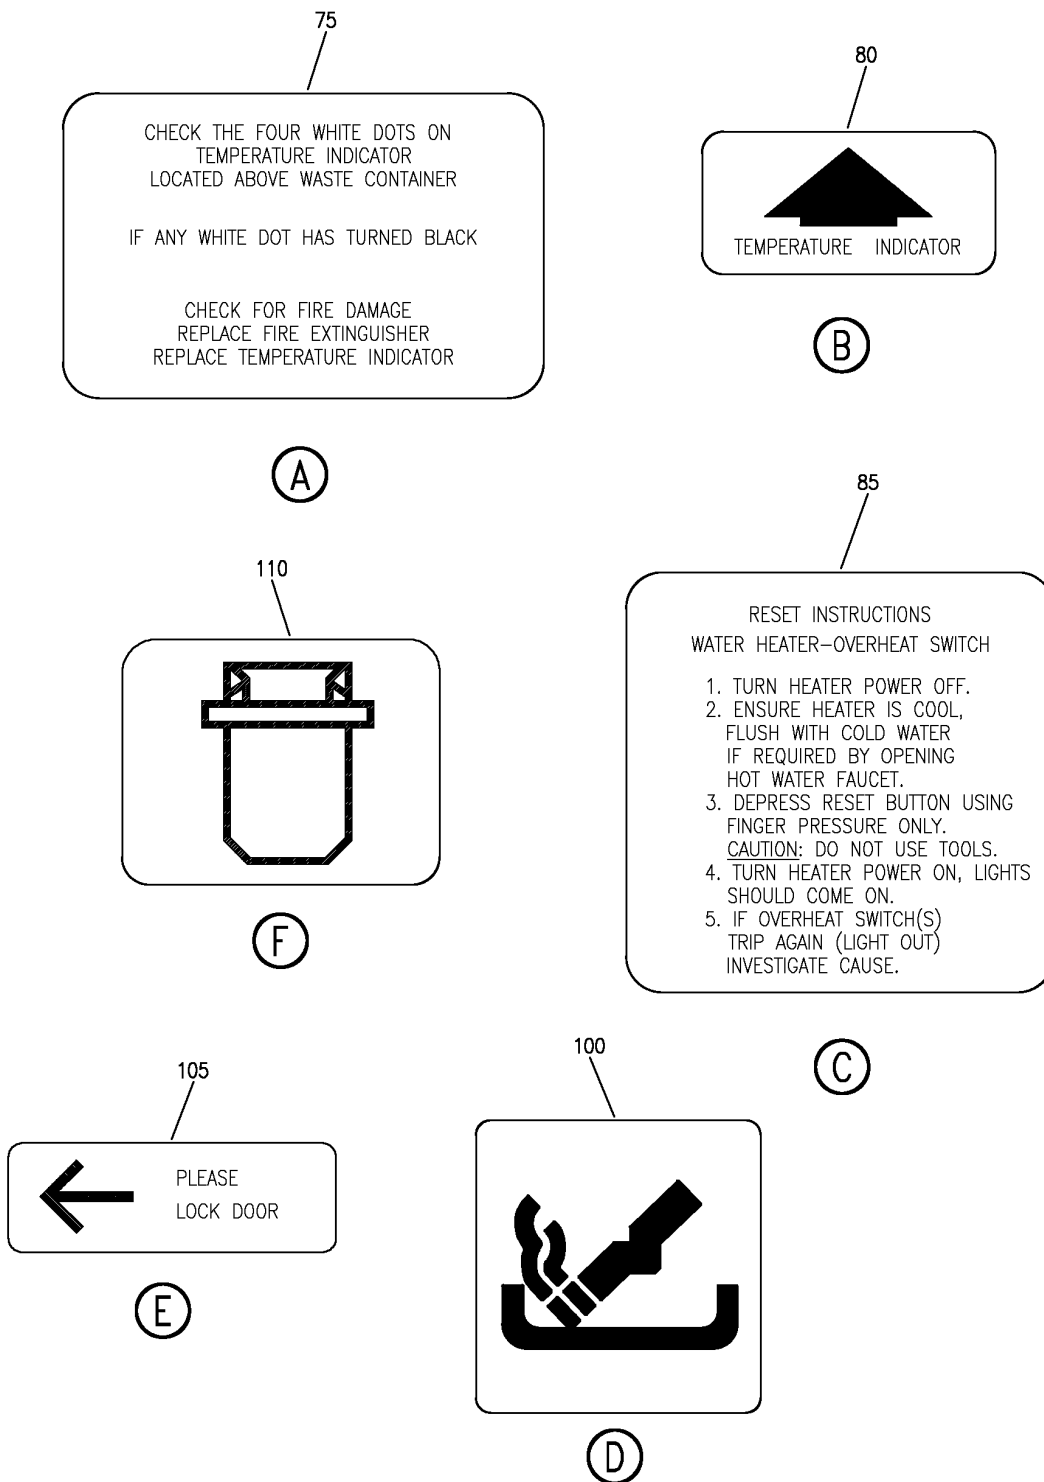 75
CHECK THE FOUR WHITE DOTS ON
TEMPERATURE INDICATOR
LOCATED ABOVE WASTE CONTAINER
IF ANY WHITE DOT HAS TURNED BLACK
CHECK FOR FIRE DAMAGE
REPLACE FIRE EXTINGUISHER
REPLACE TEMPERATURE INDICATOR
A
80
TEMPERATURE INDICATOR
B
110
F
85
RESET INSTRUCTIONS
WATER HEATER-OVERHEAT SWITCH
1. TURN HEATER POWER OFF.
2. ENSURE HEATER IS COOL,
FLUSH WITH COLD WATER
IF REQUIRED BY OPENING
HOT WATER FAUCET.
3. DEPRESS RESET BUTTON USING
FINGER PRESSURE ONLY.
CAUTION: DO NOT USE TOOLS.
4. TURN HEATER POWER ON, LIGHTS
SHOULD COME ON.
5. IF OVERHEAT SWITCH(S)
TRIP AGAIN (LIGHT OUT)
INVESTIGATE CAUSE.
C
105
PLEASE
LOCK DOOR
E
100
D